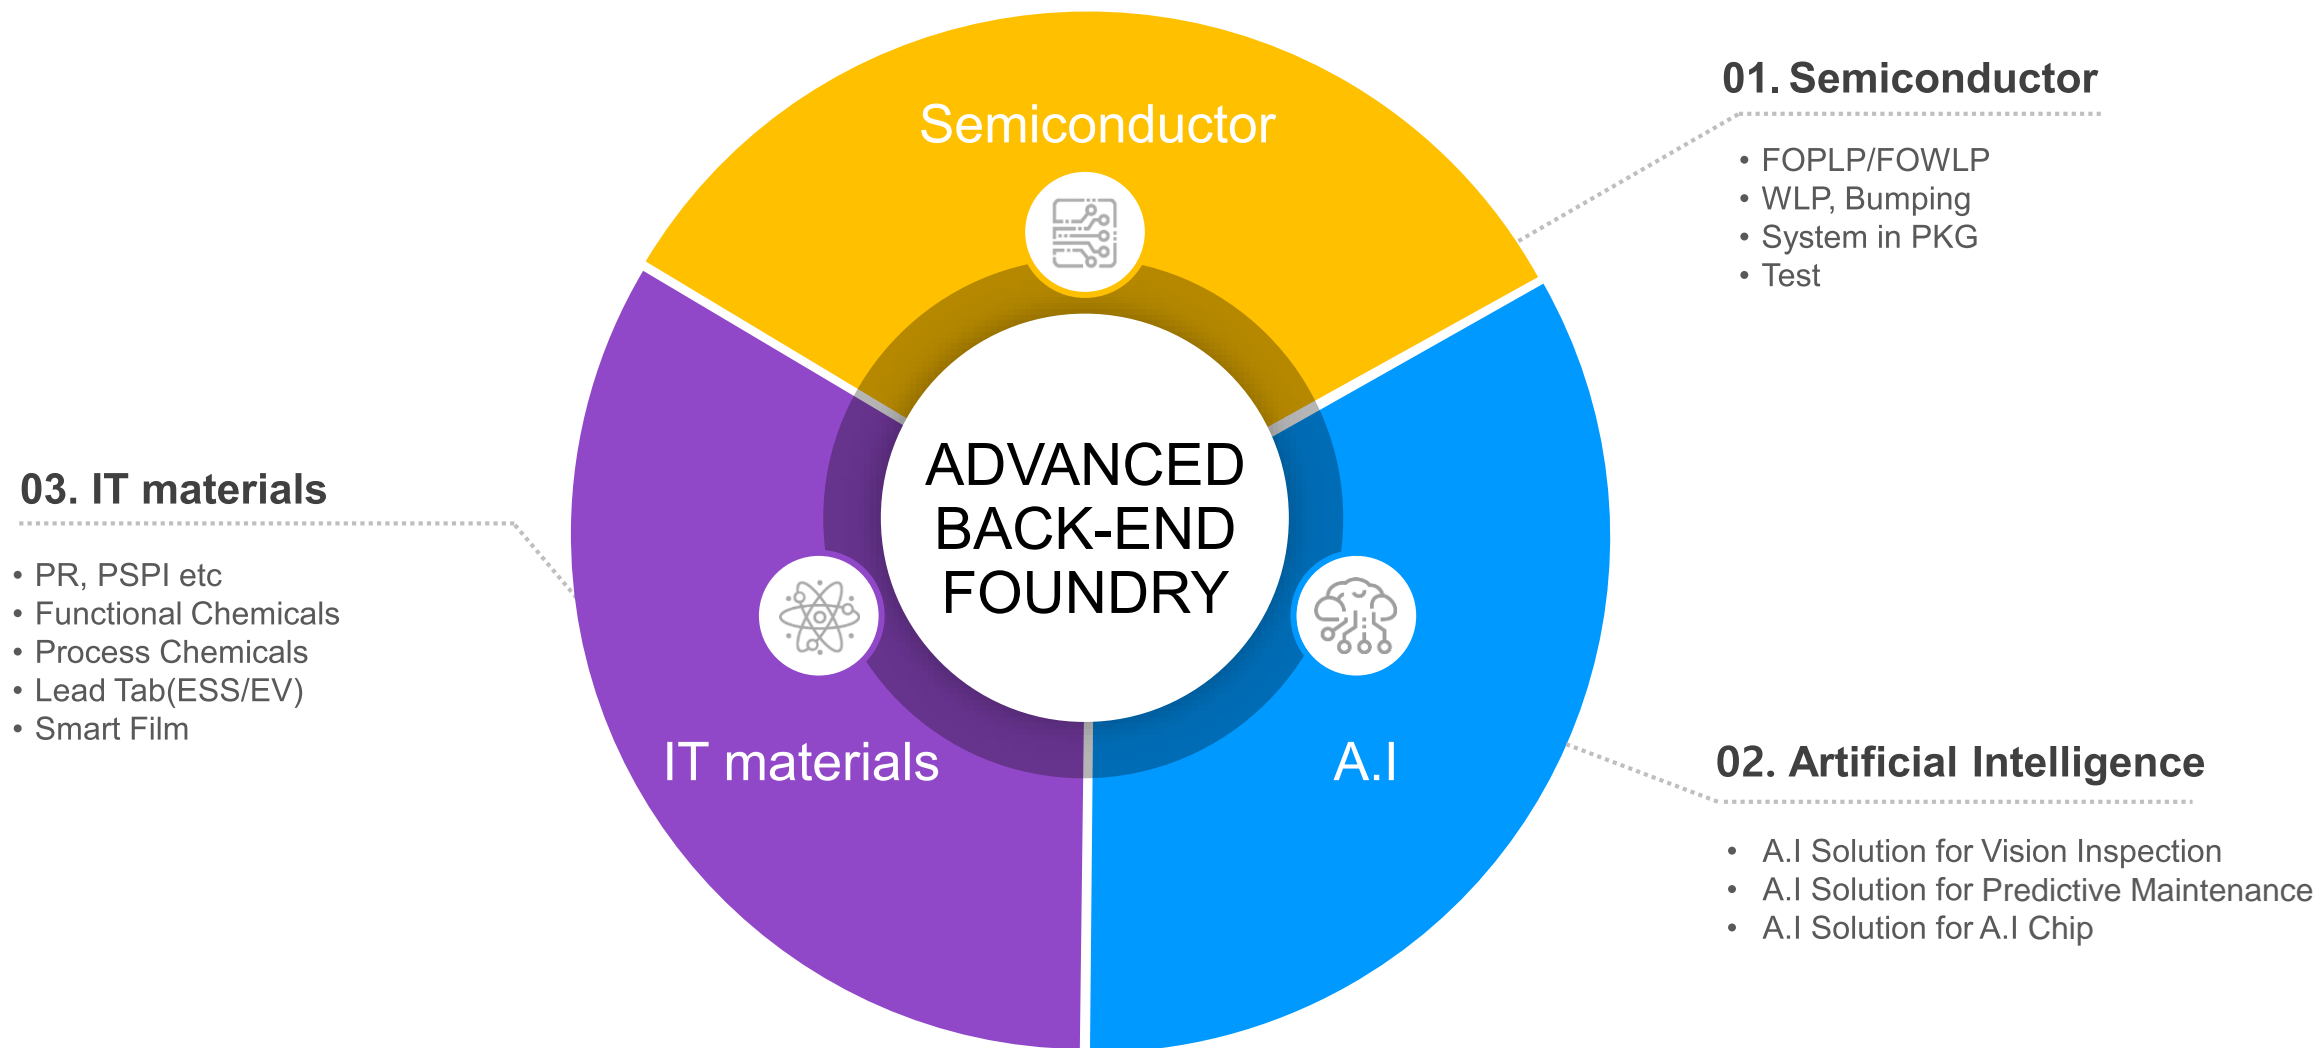 Semiconductor
ADVANCED
BACK-END
FOUNDRY
IT materials
A.I
01. Semiconductor
• FOPLP/FOWLP
• WLP, Bumping
• System in PKG
• Test
02. Artificial Intelligence
• A.I Solution for Vision Inspection
• A.I Solution for Predictive Maintenance
• A.I Solution for A.I Chip
03. IT materials
• PR, PSPI etc
• Functional Chemicals
• Process Chemicals
• Lead Tab(ESS/EV)
• Smart Film